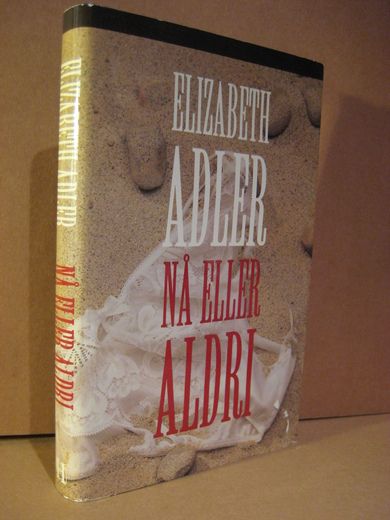 ELIZABETH
ADLER
NÅ ELLER
ALDRI
ELIZABETH ADLER NÅ ELLER ALDRI